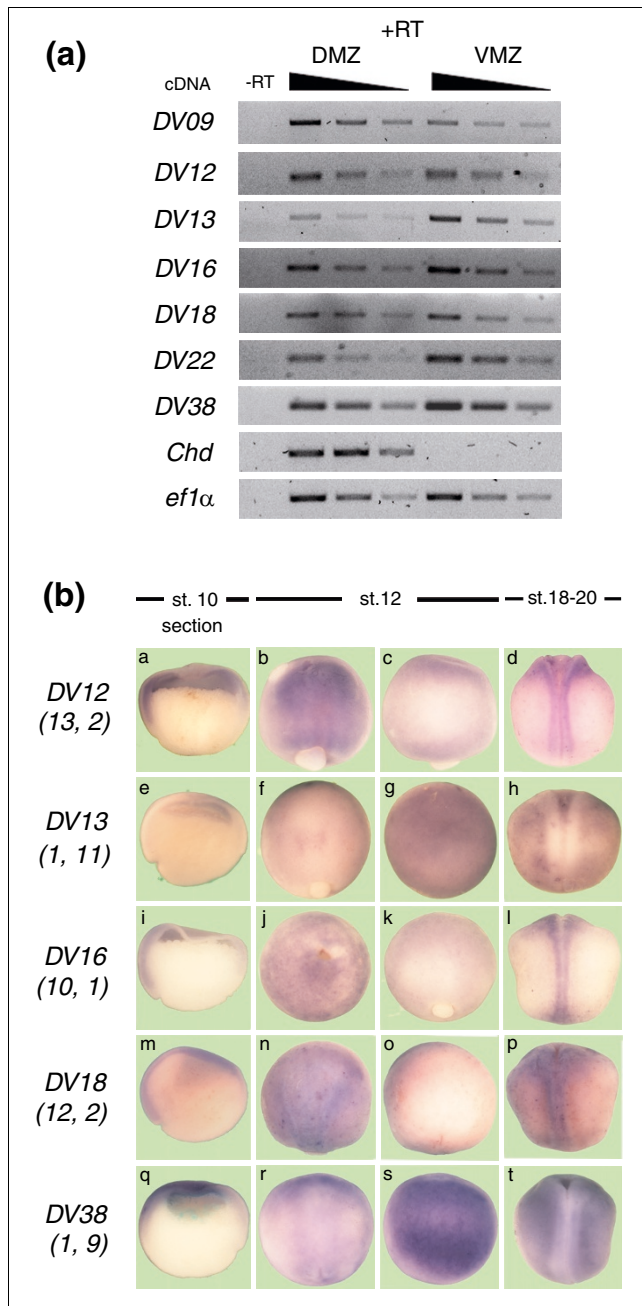 (a)
+RT
DMZ VMZ
cDNA -RT
DV09
DV12
DV13
DV16
DV18
DV22
DV38
Chd
ef1α
(b)
st. 10 st.12 st.18-20
section
a b c d
DV12
(13, 2)
e f g h
DV13
(1, 11)
i j k l
DV16
(10, 1)
m n o p
DV18
(12, 2)
q r s t
DV38
(1, 9)